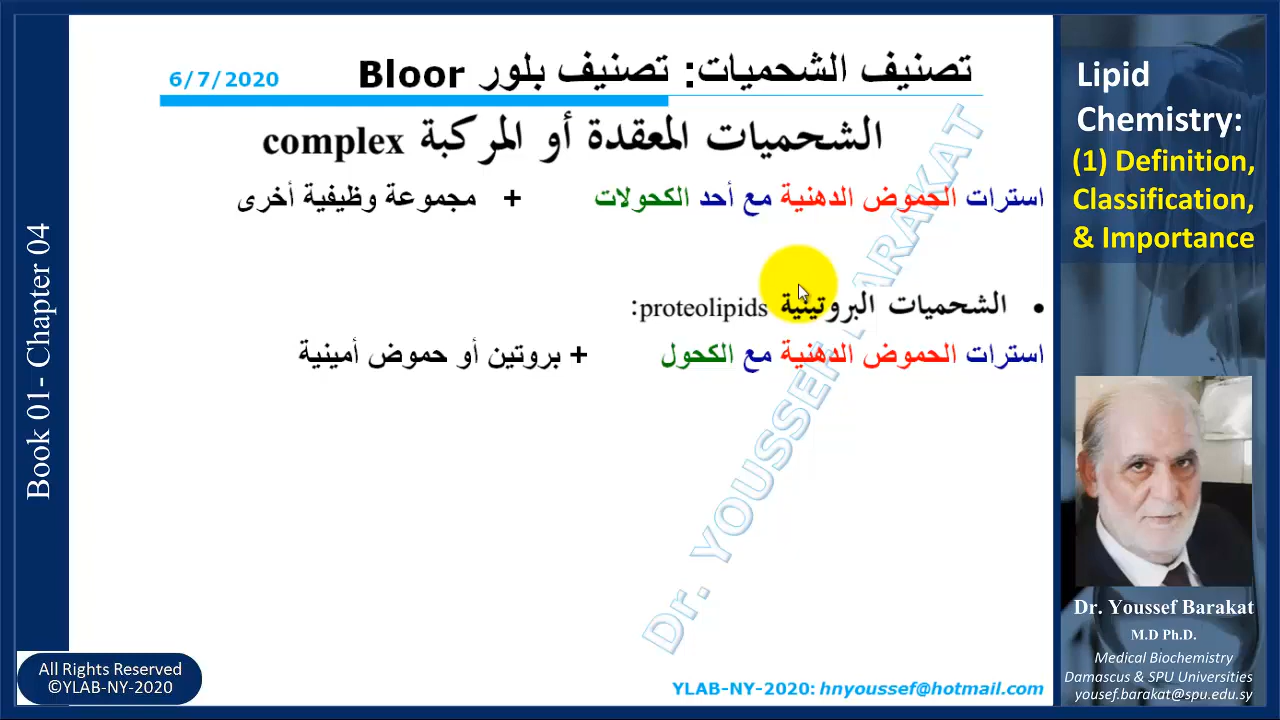 تصنيف الشحميات: تصنيف بلور Bloor
6/7/2020
الشحميات المعقدة أو المركبة complex
استرات الحموض الدهنية مع أحد الكحولات + مجموعة وظيفية أخرى
• الشحميات البروتينية proteolipids:
استرات الحموض الدهنية مع الكحول + بروتين أو حموض أمينية
Dr. YOUSSEF BARAKAT
YLAB-NY-2020: hnyoussef@hotmail.com
Book 01- Chapter 04
All Rights Reserved
©YLAB-NY-2020
Lipid
Chemistry:
(1) Definition,
Classification,
& Importance
Dr. Youssef Barakat
M.D Ph.D.
Medical Biochemistry
Damascus & SPU Universities
yousef.barakat@spu.edu.sy